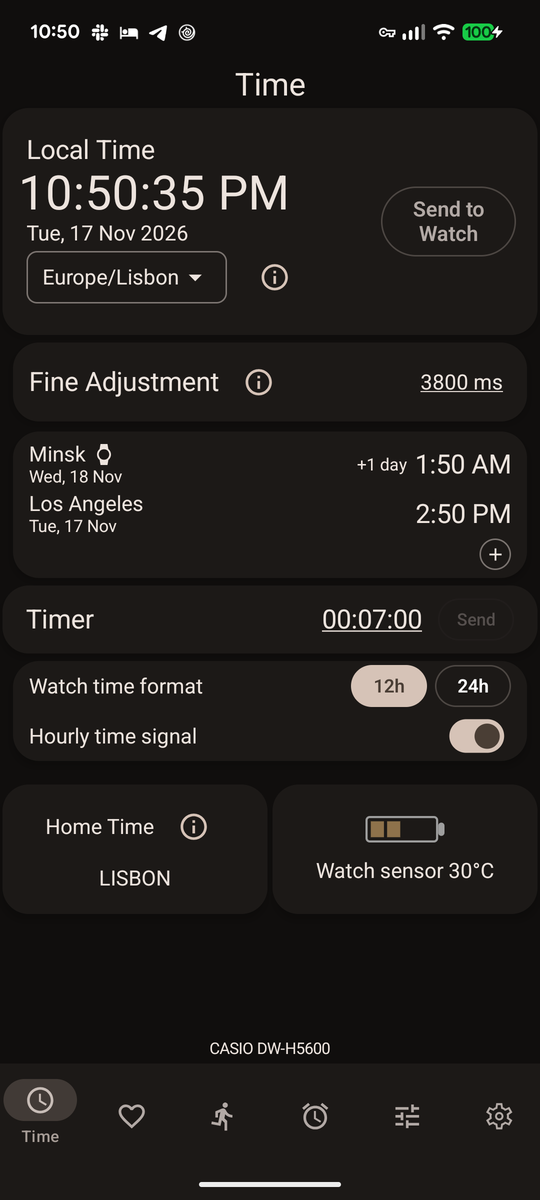 10:50
100
Time
Local Time
10:50:35 PM
Tue, 17 Nov 2026
Send to
Watch
Europe/Lisbon
Fine Adjustment
3800 ms
Minsk
Wed, 18 Nov
+1 day 1:50 AM
Los Angeles
Tue, 17 Nov
2:50 PM
Timer
00:07:00
Send
Watch time format
12h
24h
Hourly time signal
Home Time
LISBON
Watch sensor 30°C
CASIO DW-H5600
Time